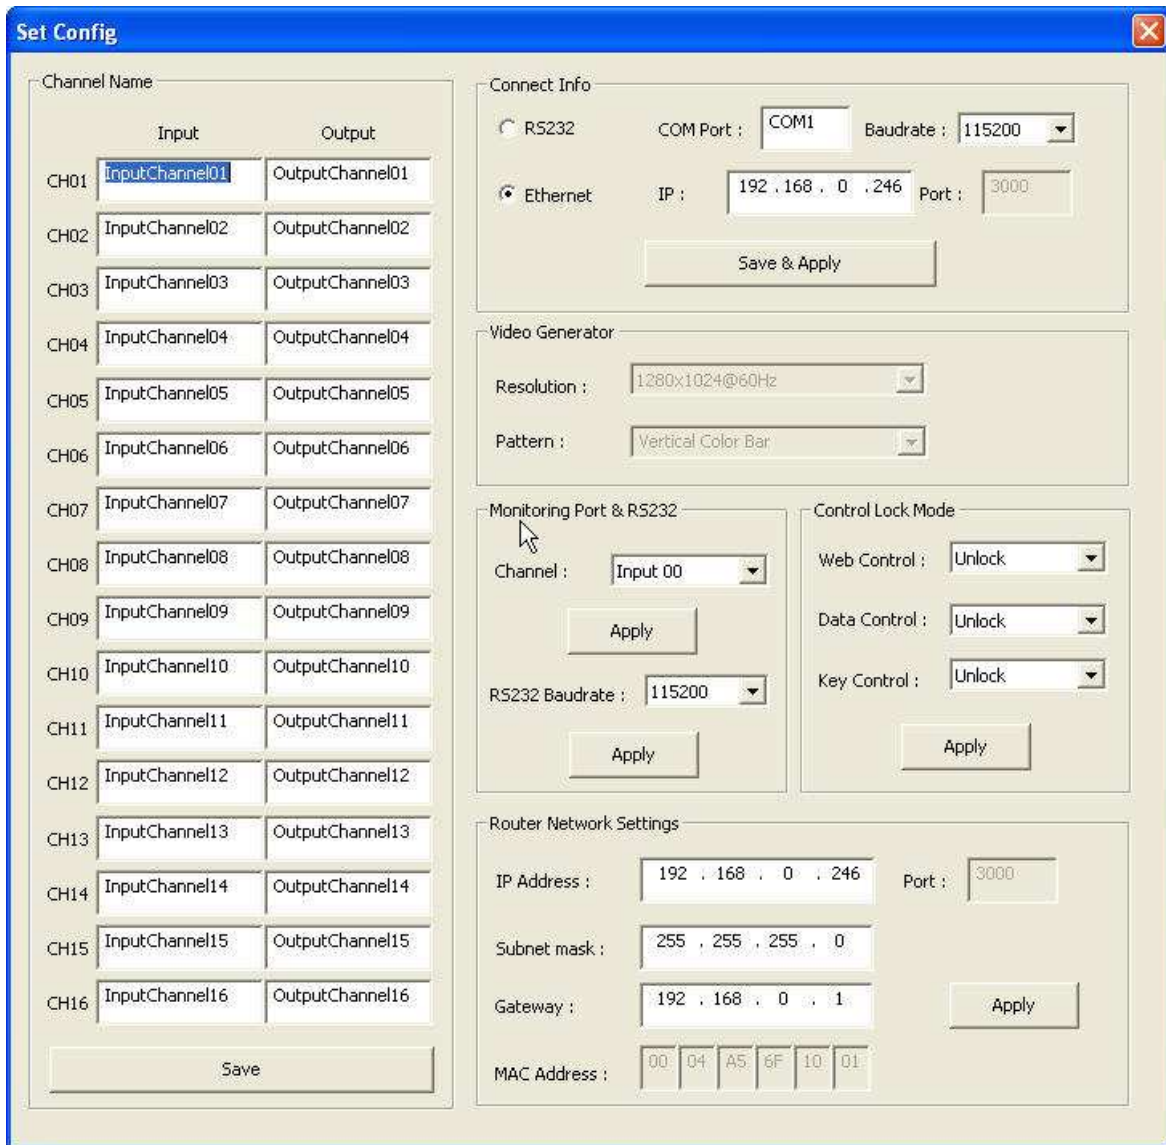 Set Config
Channel Name
Input Output
CH01 InputChannel01 OutputChannel01
CH02 InputChannel02 OutputChannel02
CH03 InputChannel03 OutputChannel03
CH04 InputChannel04 OutputChannel04
CH05 InputChannel05 OutputChannel05
CH06 InputChannel06 OutputChannel06
CH07 InputChannel07 OutputChannel07
CH08 InputChannel08 OutputChannel08
CH09 InputChannel09 OutputChannel09
CH10 InputChannel10 OutputChannel10
CH11 InputChannel11 OutputChannel11
CH12 InputChannel12 OutputChannel12
CH13 InputChannel13 OutputChannel13
CH14 InputChannel14 OutputChannel14
CH15 InputChannel15 OutputChannel15
CH16 InputChannel16 OutputChannel16
Save
Connect Info
RS232 COM Port : COM1 Baudrate : 115200
Ethernet IP : 192 . 168 . 0 . 246 Port : 3000
Save & Apply
Video Generator
Resolution : 1280x1024@60Hz
Pattern : Vertical Color Bar
Monitoring Port & RS232
Channel : Input 00
Apply
RS232 Baudrate : 115200
Apply
Control Lock Mode
Web Control : Unlock
Data Control : Unlock
Key Control : Unlock
Apply
Router Network Settings
IP Address : 192 . 168 . 0 . 246 Port : 3000
Subnet mask : 255 . 255 . 255 . 0
Gateway : 192 . 168 . 0 . 1 Apply
MAC Address : 00 04 A5 6F 10 01